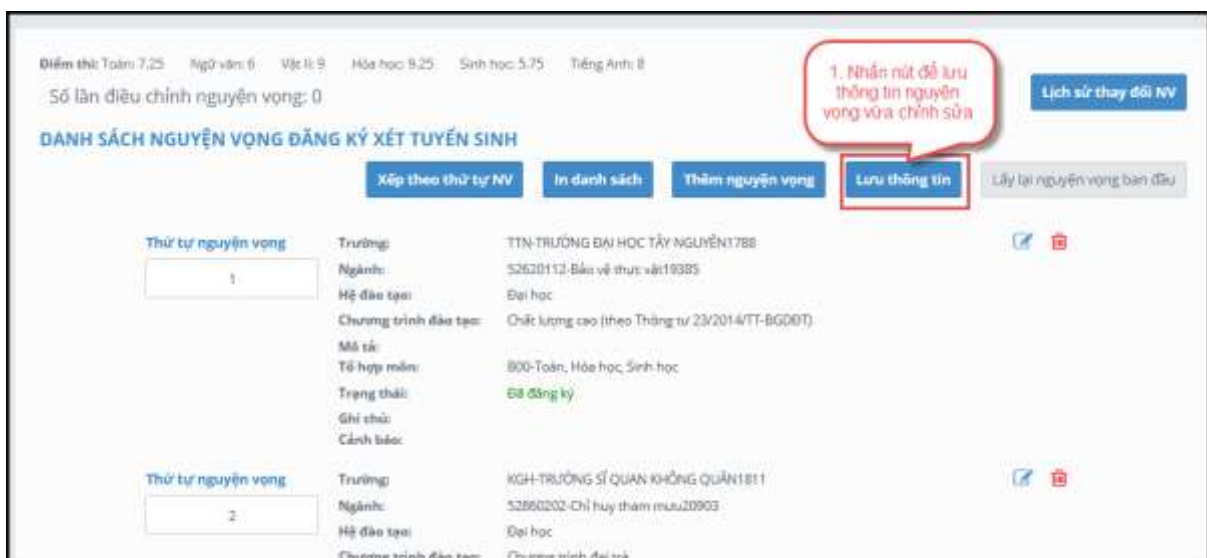 Điểm thi: Toán: 7.25 Ngữ văn: 6 Vật lí: 9 Hóa học: 9.25 Sinh học: 5.75 Tiếng Anh: 8
Số lần điều chỉnh nguyện vọng: 0
1. Nhấn nút để lưu
thông tin nguyện
vọng vừa chỉnh sửa
Lịch sử thay đổi NV
DANH SÁCH NGUYỆN VỌNG ĐĂNG KÝ XÉT TUYỂN SINH
Xếp theo thứ tự NV In danh sách Thêm nguyện vọng Lưu thông tin Lấy lại nguyện vọng ban đầu
Thứ tự nguyện vọng Trường: TTN-TRƯỜNG ĐẠI HỌC TÂY NGUYÊN1788
1 Ngành: 52620112-Bảo vệ thực vật19385
Hệ đào tạo: Đại học
Chương trình đào tạo: Chất lượng cao (theo Thông tư 23/2014/TT-BGDĐT)
Mô tả:
Tổ hợp môn: B00-Toán, Hóa học, Sinh học
Trạng thái: Đã đăng ký
Ghi chú:
Cảnh báo:
Thứ tự nguyện vọng Trường: KGH-TRƯỜNG SĨ QUAN KHÔNG QUÂN1811
2 Ngành: 52860202-Chỉ huy tham mưu20903
Hệ đào tạo: Đại học
Chương trình đào tạo: Chương trình đại trà